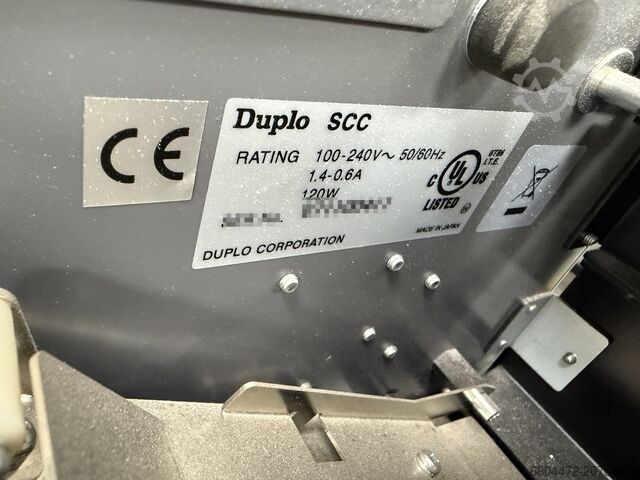 CE
Duplo SCC
RATING 100-240V~ 50/60Hz
1.4-0.6A
120W
DUPLO CORPORATION
C UL US
LISTED
I.T.E.
MADE IN JAPAN